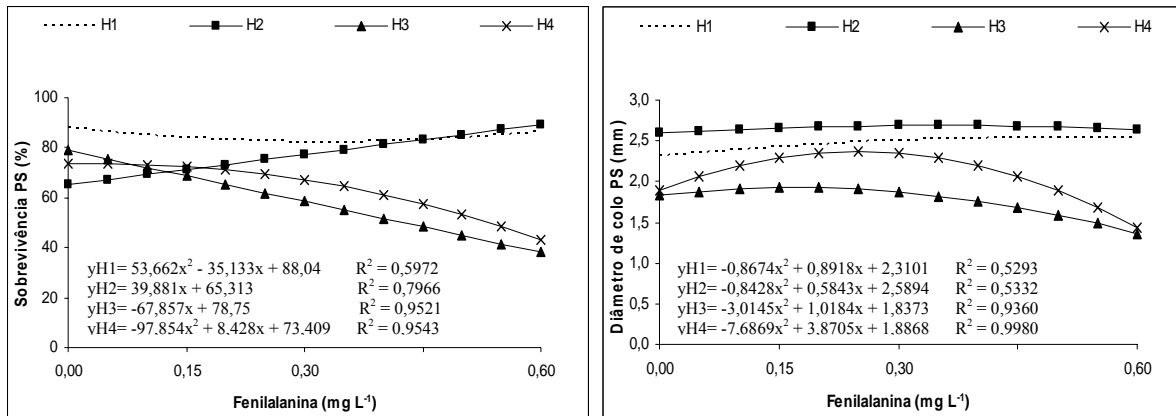 H1 H2 H3 H4
Sobrevivência PS (%)
100
80
60
40
20
0
yH1= 53,662x² - 35,133x + 88,04 R² = 0,5972
yH2= 39,881x + 65,313 R² = 0,7966
yH3= -67,857x + 78,75 R² = 0,9521
yH4= -97,854x² + 8,428x + 73,409 R² = 0,9543
0,00 0,15 0,30 0,45 0,60
Fenilalanina (mg L⁻¹)
H1 H2 H3 H4
Diâmetro de colo PS (mm)
3,0
2,5
2,0
1,5
1,0
0,5
0,0
yH1= -0,8674x² + 0,8918x + 2,3101 R² = 0,5293
yH2= -0,8428x² + 0,5843x + 2,5894 R² = 0,5332
yH3= -3,0145x² + 1,0184x + 1,8373 R² = 0,9360
yH4= -7,6869x² + 3,8705x + 1,8868 R² = 0,9980
0,00 0,15 0,30 0,45 0,60
Fenilalanina (mg L⁻¹)